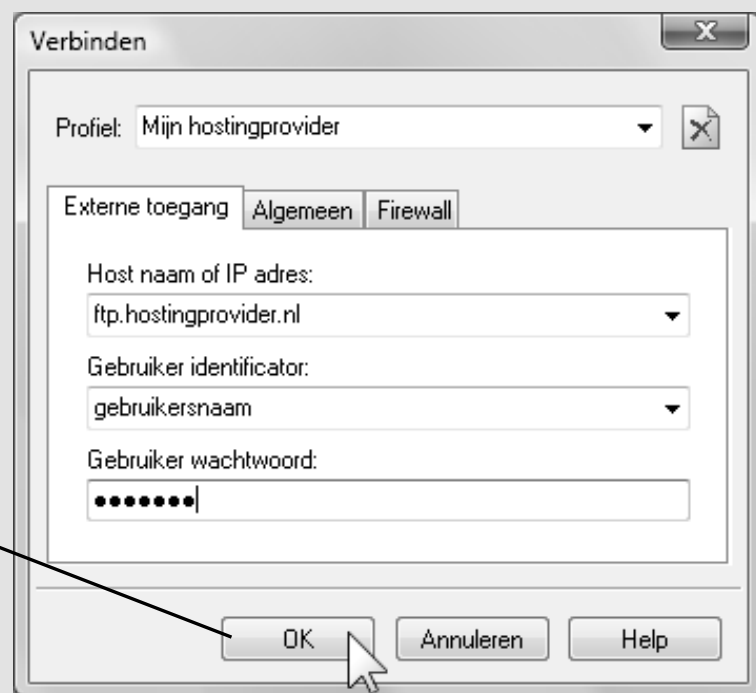 Verbinden
Profiel: Mijn hostingprovider
Externe toegang Algemeen Firewall
Host naam of IP adres:
ftp.hostingprovider.nl
Gebruiker identificator:
gebruikersnaam
Gebruiker wachtwoord:
●●●●●●●
OK Annuleren Help